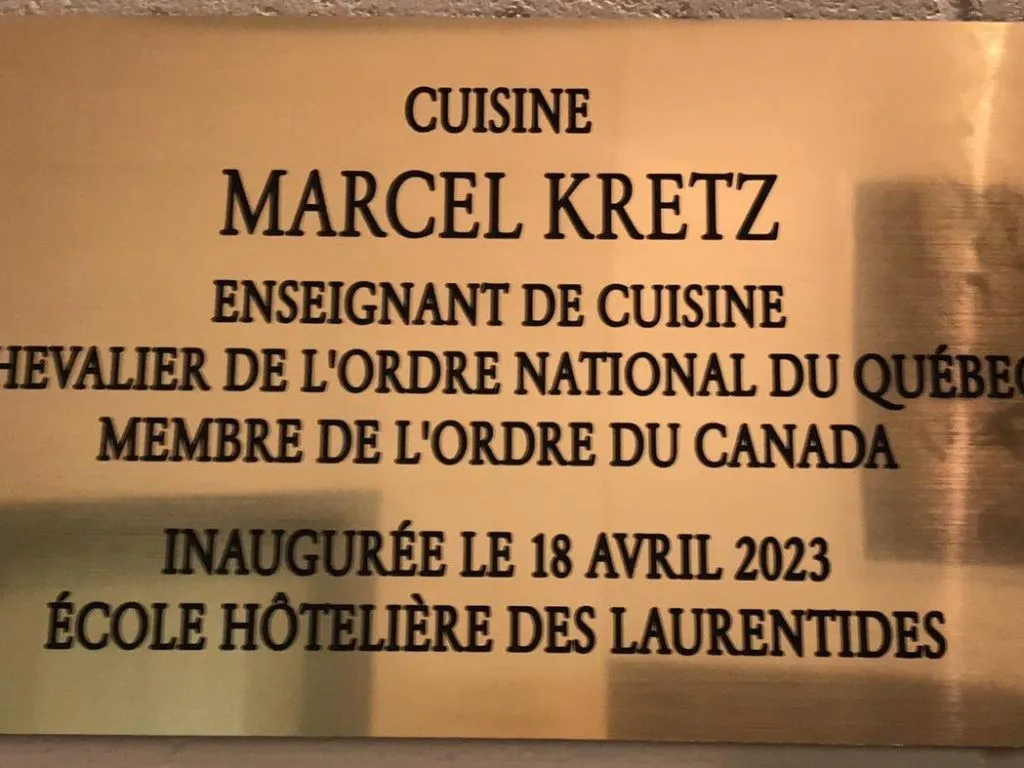 CUISINE
MARCEL KRETZ
ENSEIGNANT DE CUISINE
HEVALIER DE L'ORDRE NATIONAL DU QUÉBEC
MEMBRE DE L'ORDRE DU CANADA
INAUGURÉE LE 18 AVRIL 2023
ÉCOLE HÔTELIÈRE DES LAURENTIDES